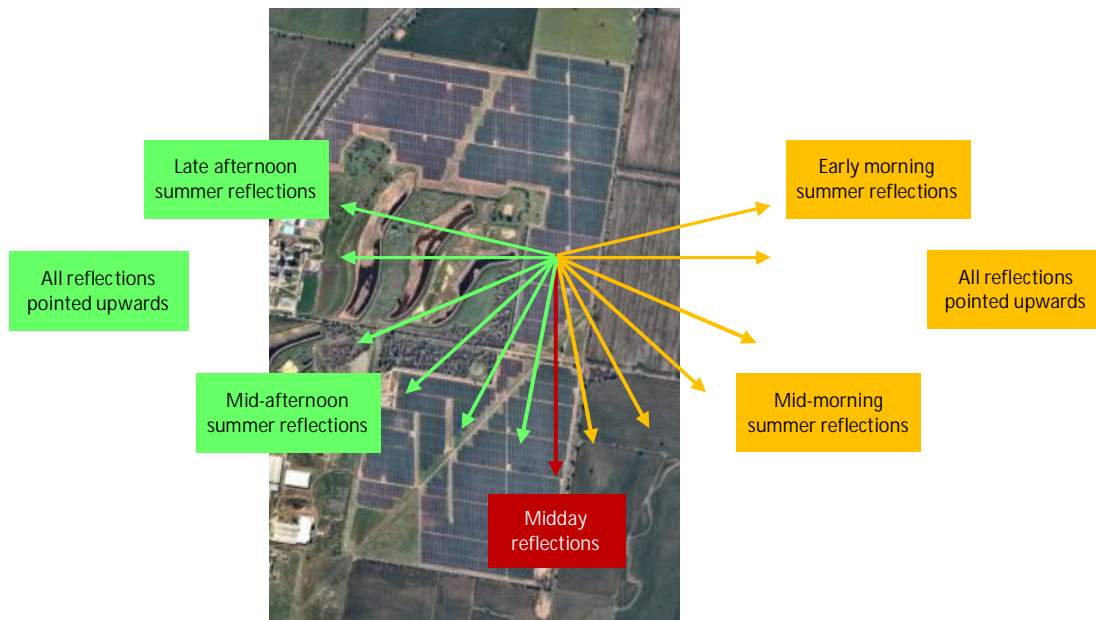 Late afternoon
summer reflections
Early morning
summer reflections
All reflections
pointed upwards
All reflections
pointed upwards
Mid-afternoon
summer reflections
Mid-morning
summer reflections
Midday
reflections